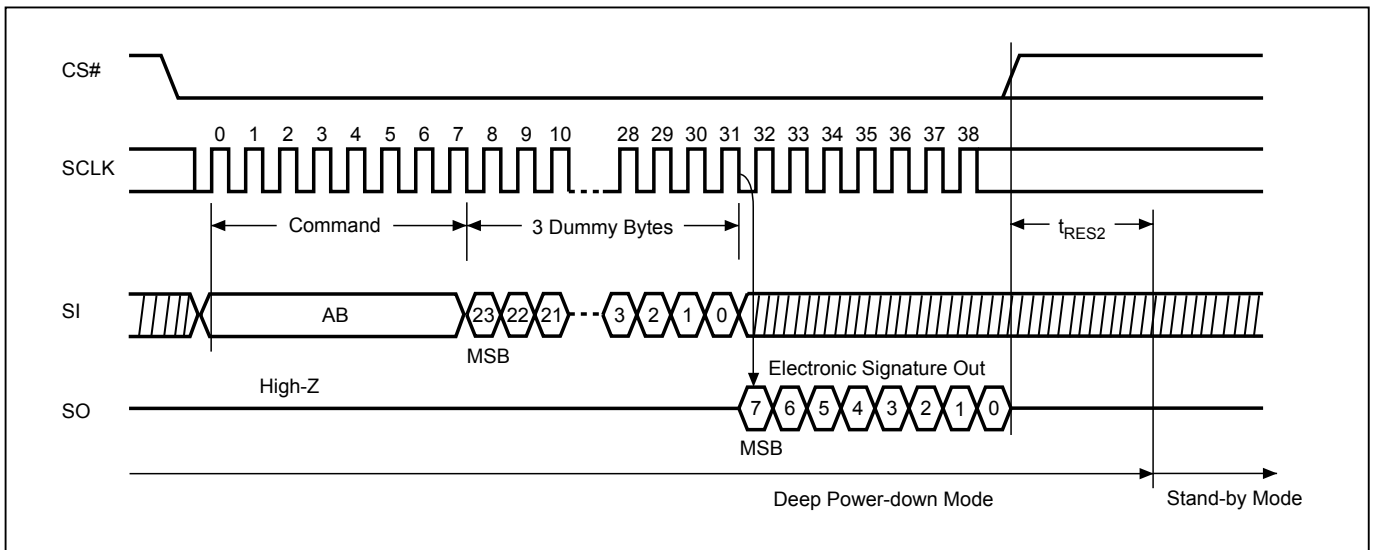 CS#
0 1 2 3 4 5 6 7 8 9 10 28 29 30 31 32 33 34 35 36 37 38
SCLK
Command 3 Dummy Bytes tRES2
SI AB 23 22 21 3 2 1 0
MSB
Electronic Signature Out
High-Z
SO 7 6 5 4 3 2 1 0
MSB
Deep Power-down Mode Stand-by Mode